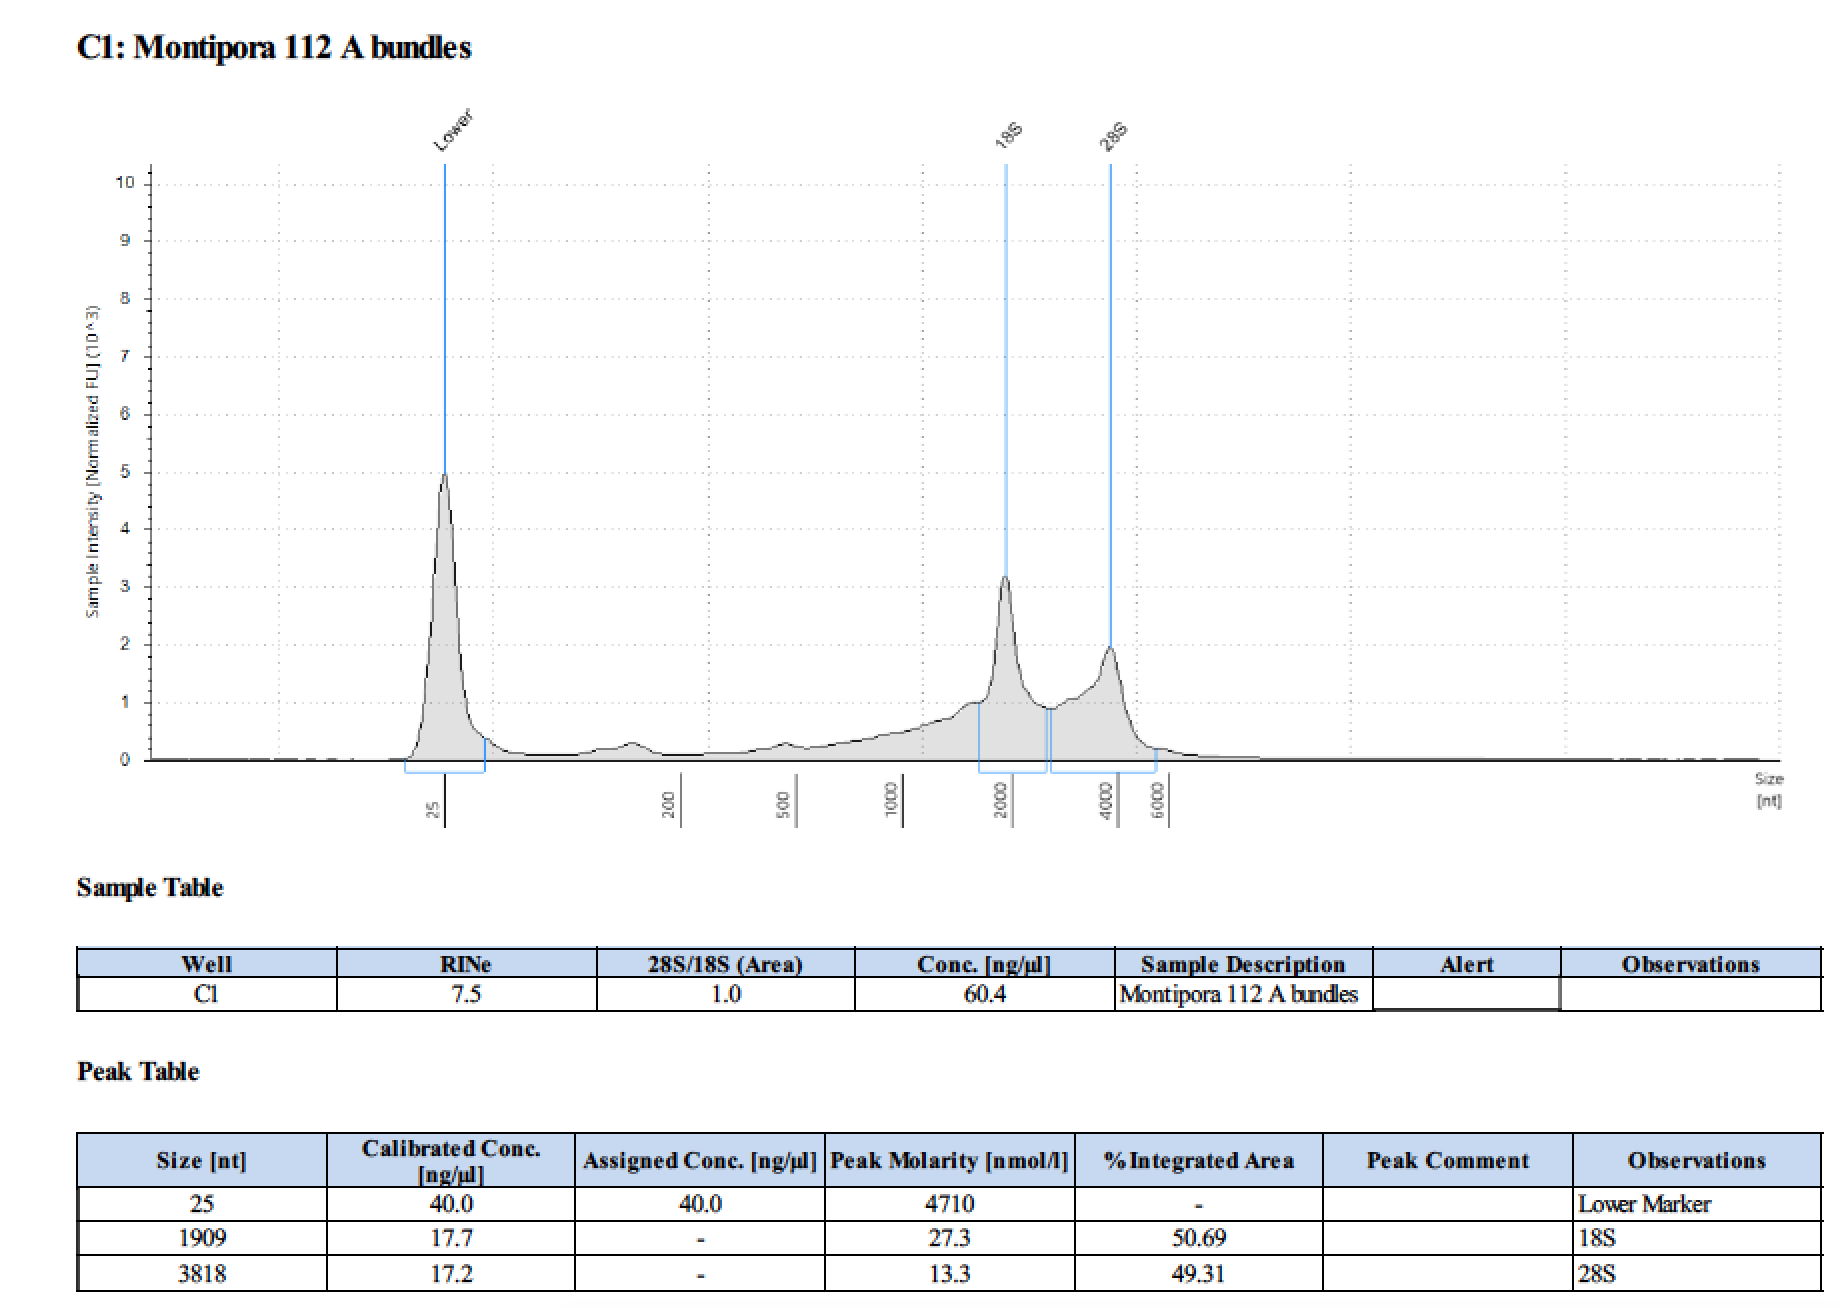 C1: Montipora 112 A bundles
Lower
18S
28S
10
9
8
7
6
5
4
3
2
1
0
Sample Intensity [Normalized FU] (10^3)
25
200
500
1000
2000
4000
6000
Size
[nt]
Sample Table
Well RINe 28S/18S (Area) Conc. [ng/µl] Sample Description Alert Observations
C1 7.5 1.0 60.4 Montipora 112 A bundles
Peak Table
Size [nt] Calibrated Conc. [ng/µl] Assigned Conc. [ng/µl] Peak Molarity [nmol/l] % Integrated Area Peak Comment Observations
25 40.0 40.0 4710 - Lower Marker
1909 17.7 - 27.3 50.69 18S
3818 17.2 - 13.3 49.31 28S